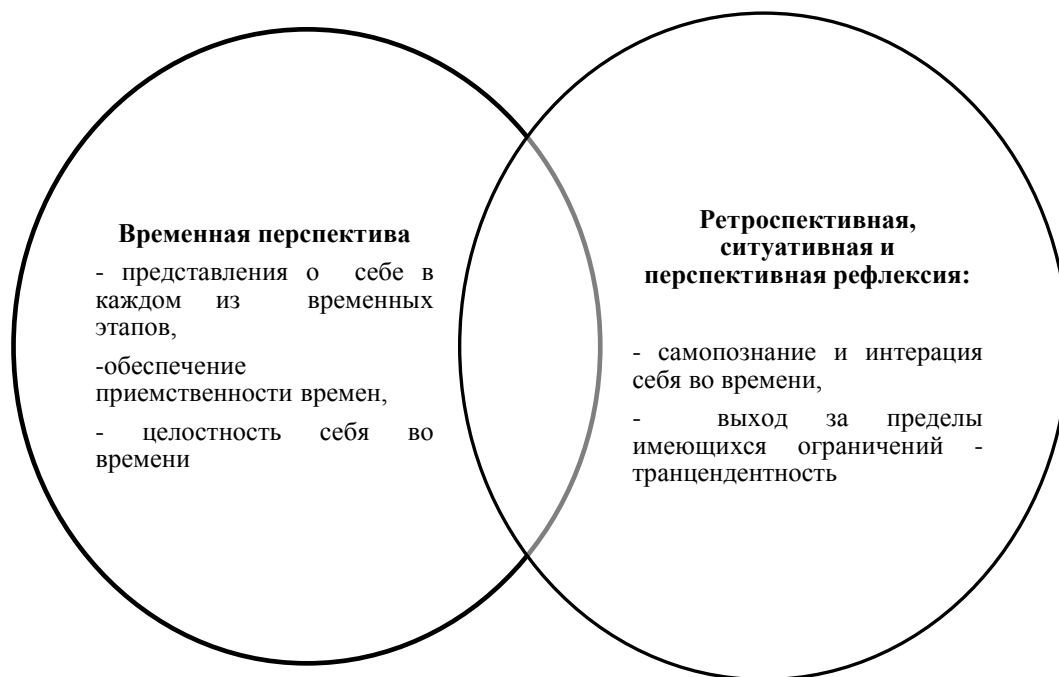 Временная перспектива
- представления о себе в
каждом из временных
этапов,
-обеспечение
приемственности времен,
- целостность себя во
времени
Ретроспективная,
ситуативная и
перспективная рефлексия:
- самопознание и интерация
себя во времени,
- выход за пределы
имеющихся ограничений -
транцендентность